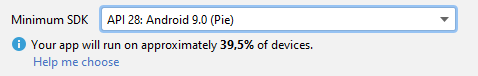 Minimum SDK API 28: Android 9.0 (Pie)
Your app will run on approximately 39,5% of devices.
Help me choose